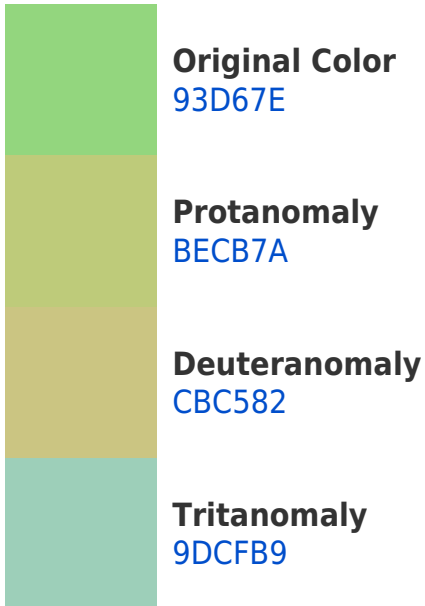 Original Color
93D67E
Protanomaly
BECB7A
Deuteranomaly
CBC582
Tritanomaly
9DCFB9